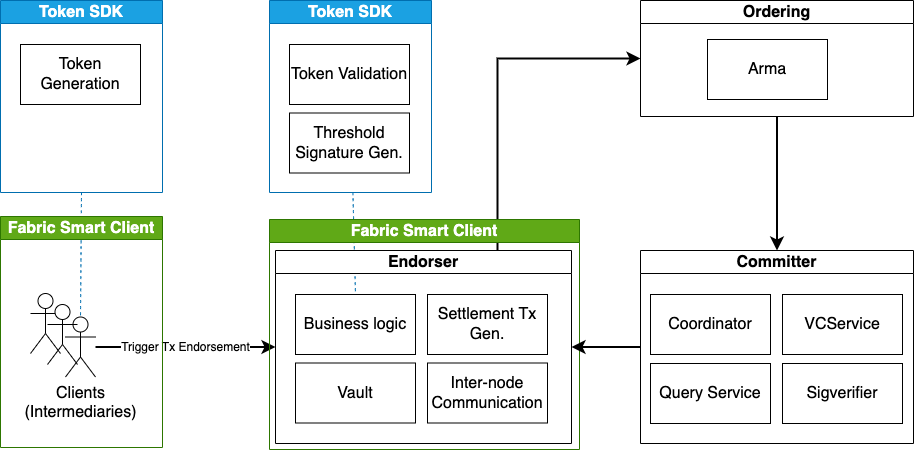 Token SDK
Token
Generation
Token SDK
Token Validation
Threshold
Signature Gen.
Ordering
Arma
Fabric Smart Client
Clients
(Intermediaries)
Trigger Tx Endorsement
Fabric Smart Client
Endorser
Business logic
Settlement Tx
Gen.
Vault
Inter-node
Communication
Committer
Coordinator
VCService
Query Service
Sigverifier